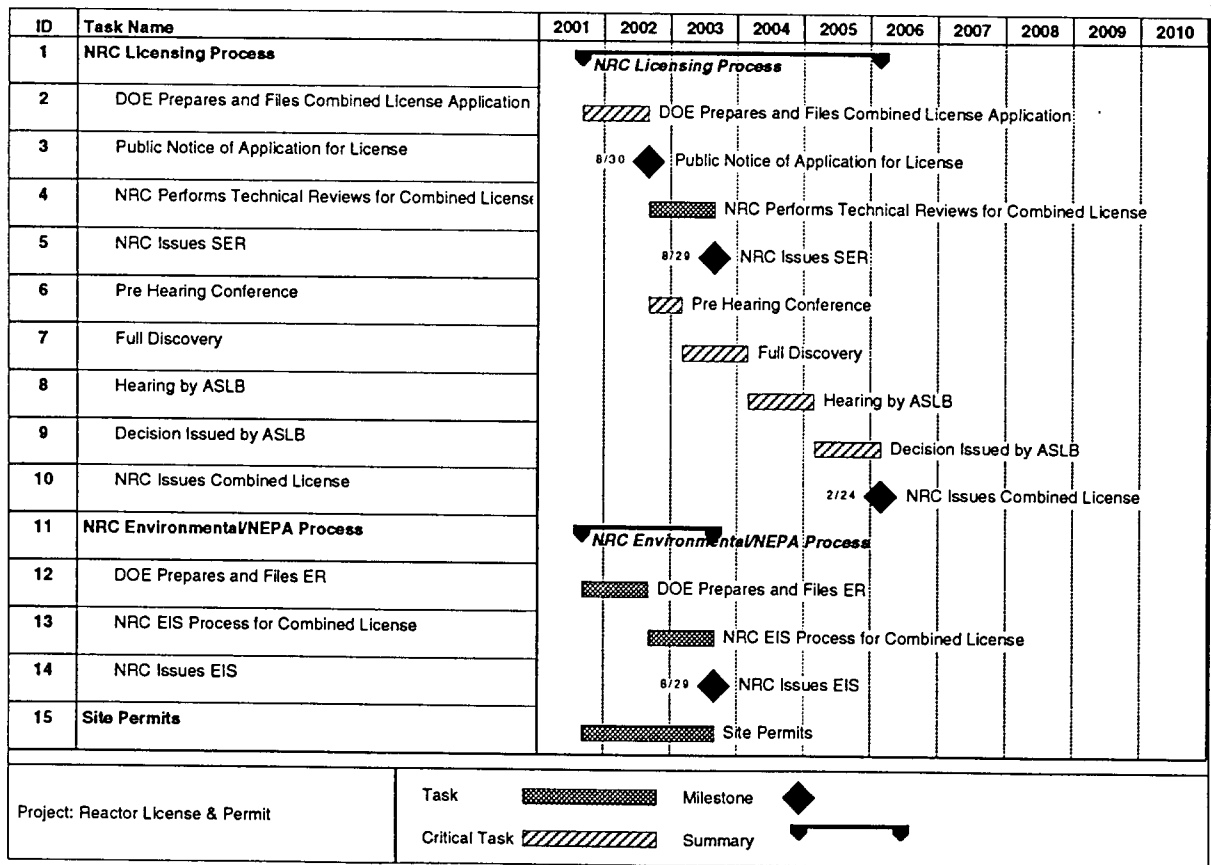 ID Task Name 2001 2002 2003 2004 2005 2006 2007 2008 2009 2010
1 NRC Licensing Process NRC Licensing Process
2 DOE Prepares and Files Combined License Application DOE Prepares and Files Combined License Application
3 Public Notice of Application for License 8/30 Public Notice of Application for License
4 NRC Performs Technical Reviews for Combined License NRC Performs Technical Reviews for Combined License
5 NRC Issues SER 8/29 NRC Issues SER
6 Pre Hearing Conference Pre Hearing Conference
7 Full Discovery Full Discovery
8 Hearing by ASLB Hearing by ASLB
9 Decision Issued by ASLB Decision Issued by ASLB
10 NRC Issues Combined License 2/24 NRC Issues Combined License
11 NRC Environmental/NEPA Process NRC Environmental/NEPA Process
12 DOE Prepares and Files ER DOE Prepares and Files ER
13 NRC EIS Process for Combined License NRC EIS Process for Combined License
14 NRC Issues EIS 8/29 NRC Issues EIS
15 Site Permits Site Permits
Project: Reactor License & Permit
Task Milestone
Critical Task Summary